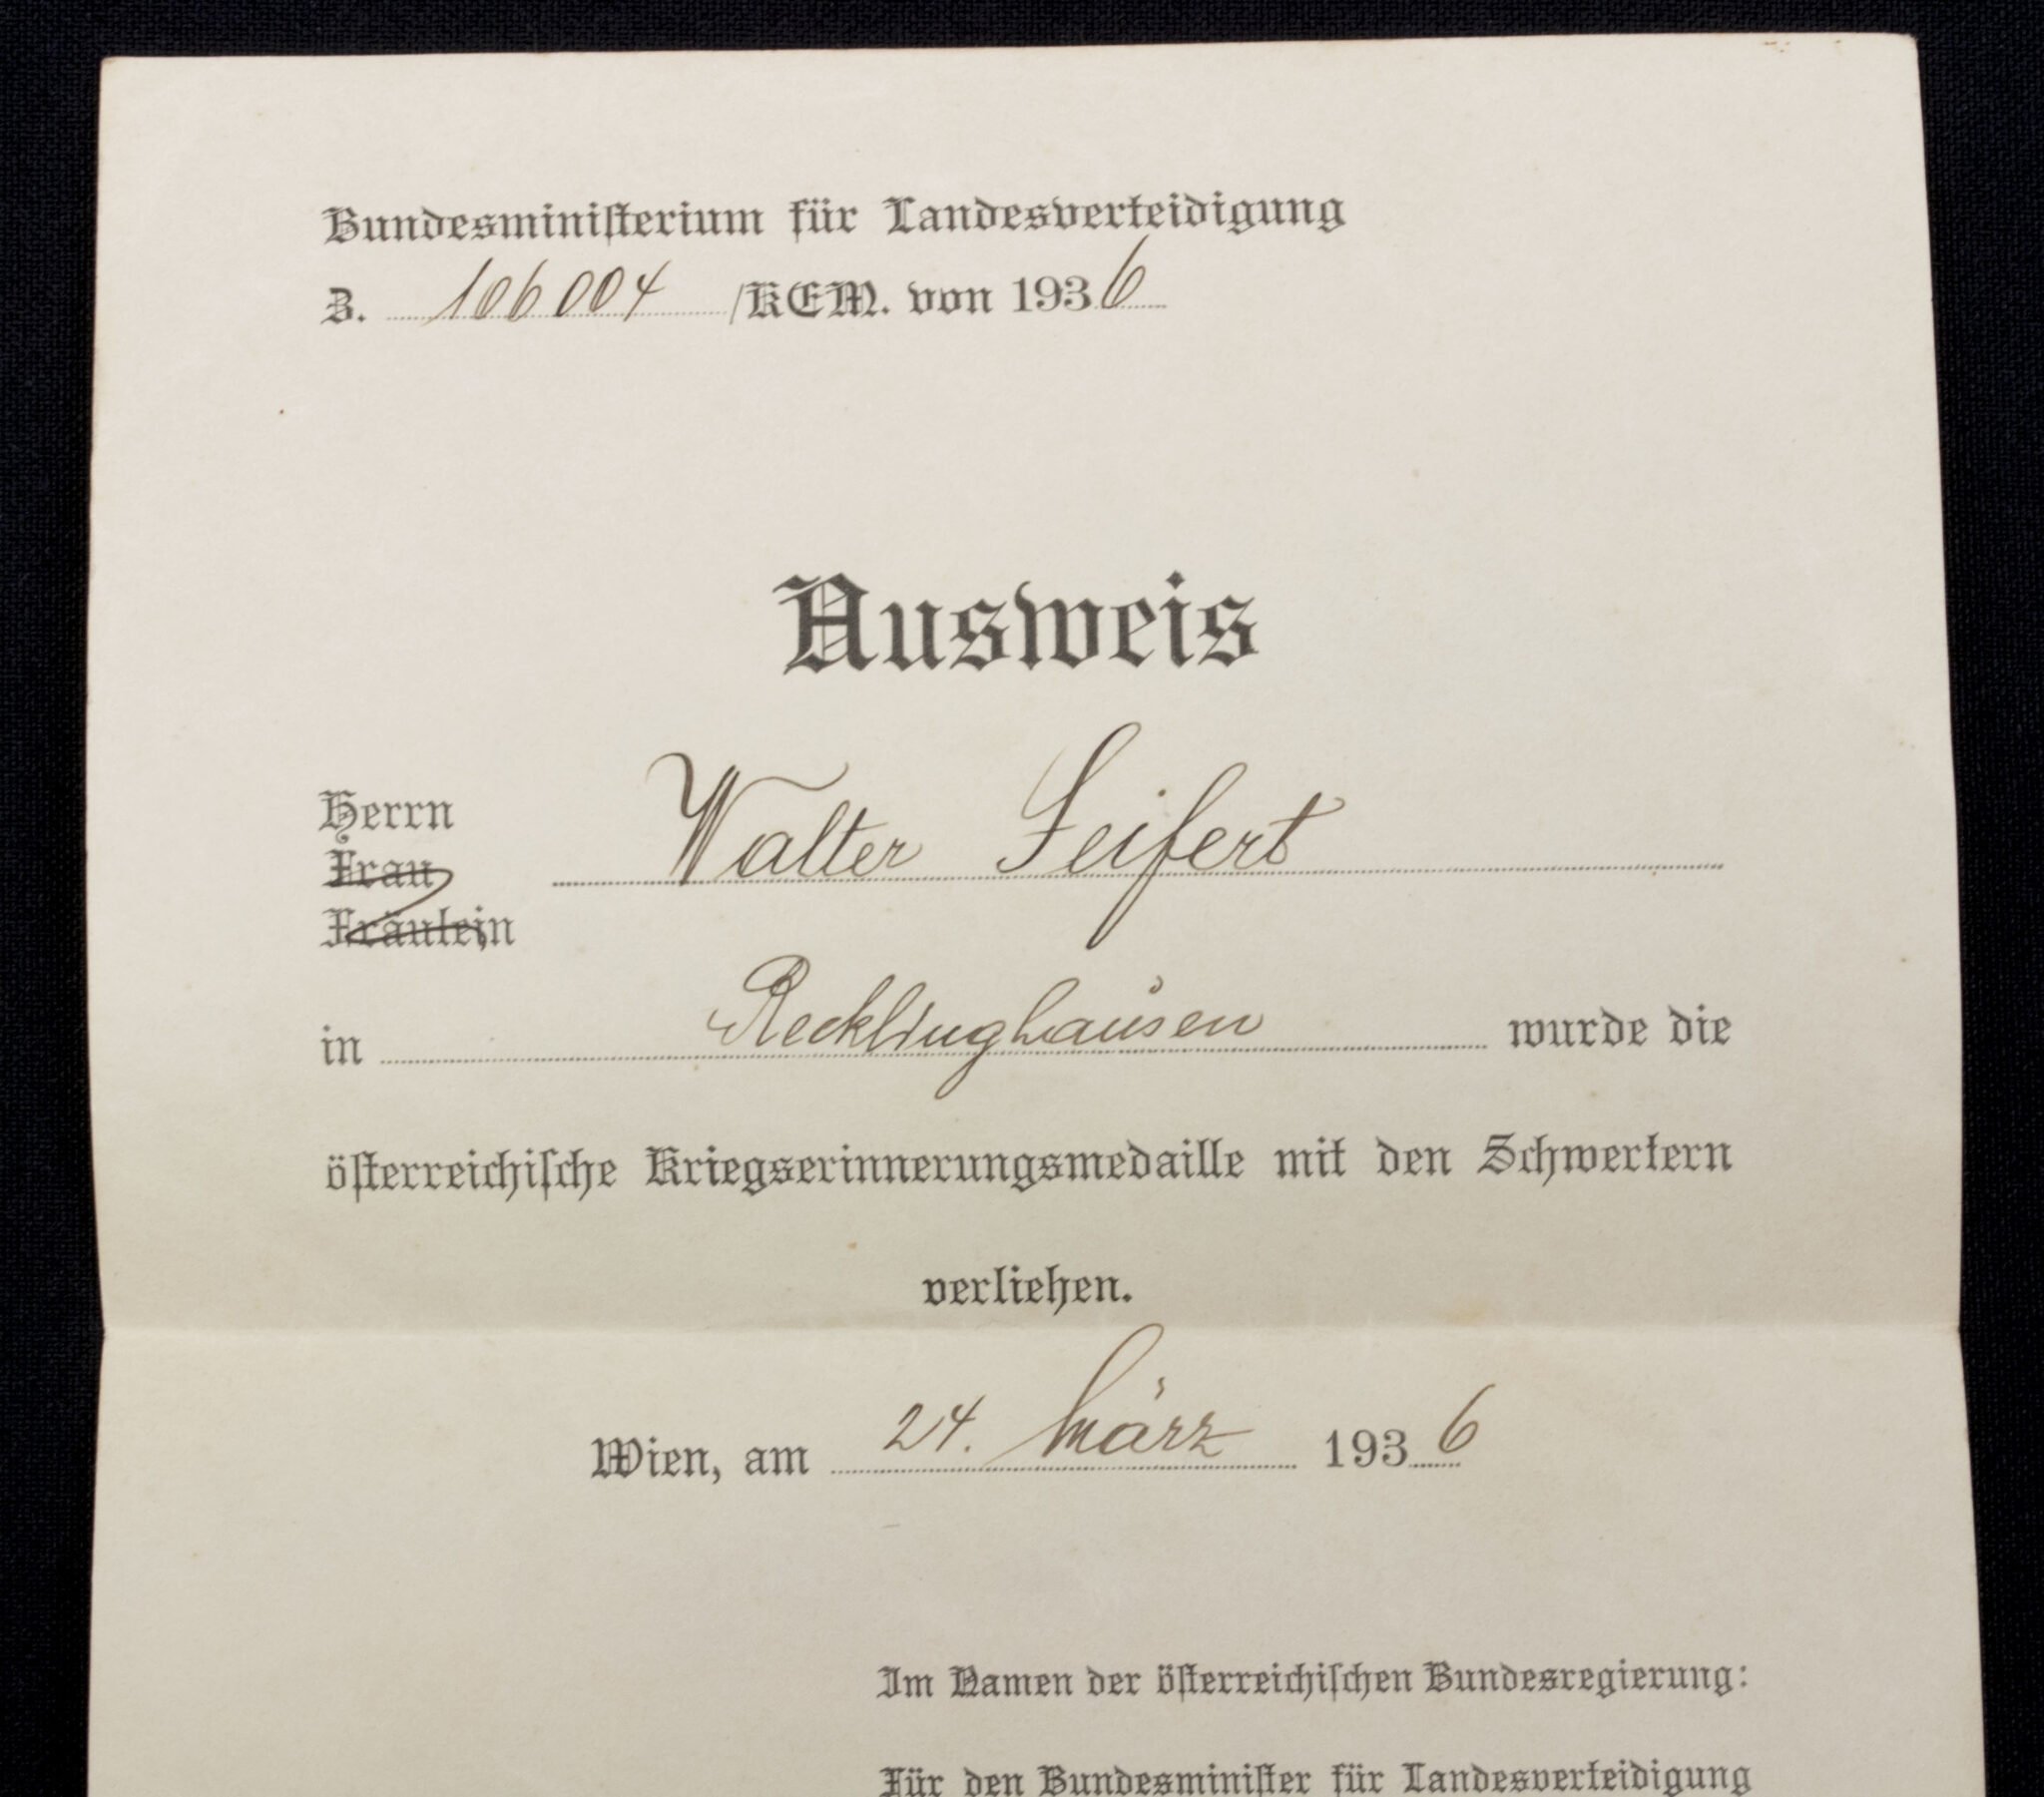 Bundesministerium für Landesverteidigung
Z. 106004 /KEM. von 1936
Ausweis
Herrn
Frau
Fräulein
Walter Seifert
in Recklinghausen wurde die
österreichische Kriegserinnerungsmedaille mit den Schwertern
verliehen.
Wien, am 24. März 1936
Im Namen der österreichischen Bundesregierung:
Für den Bundesminister für Landesverteidigung